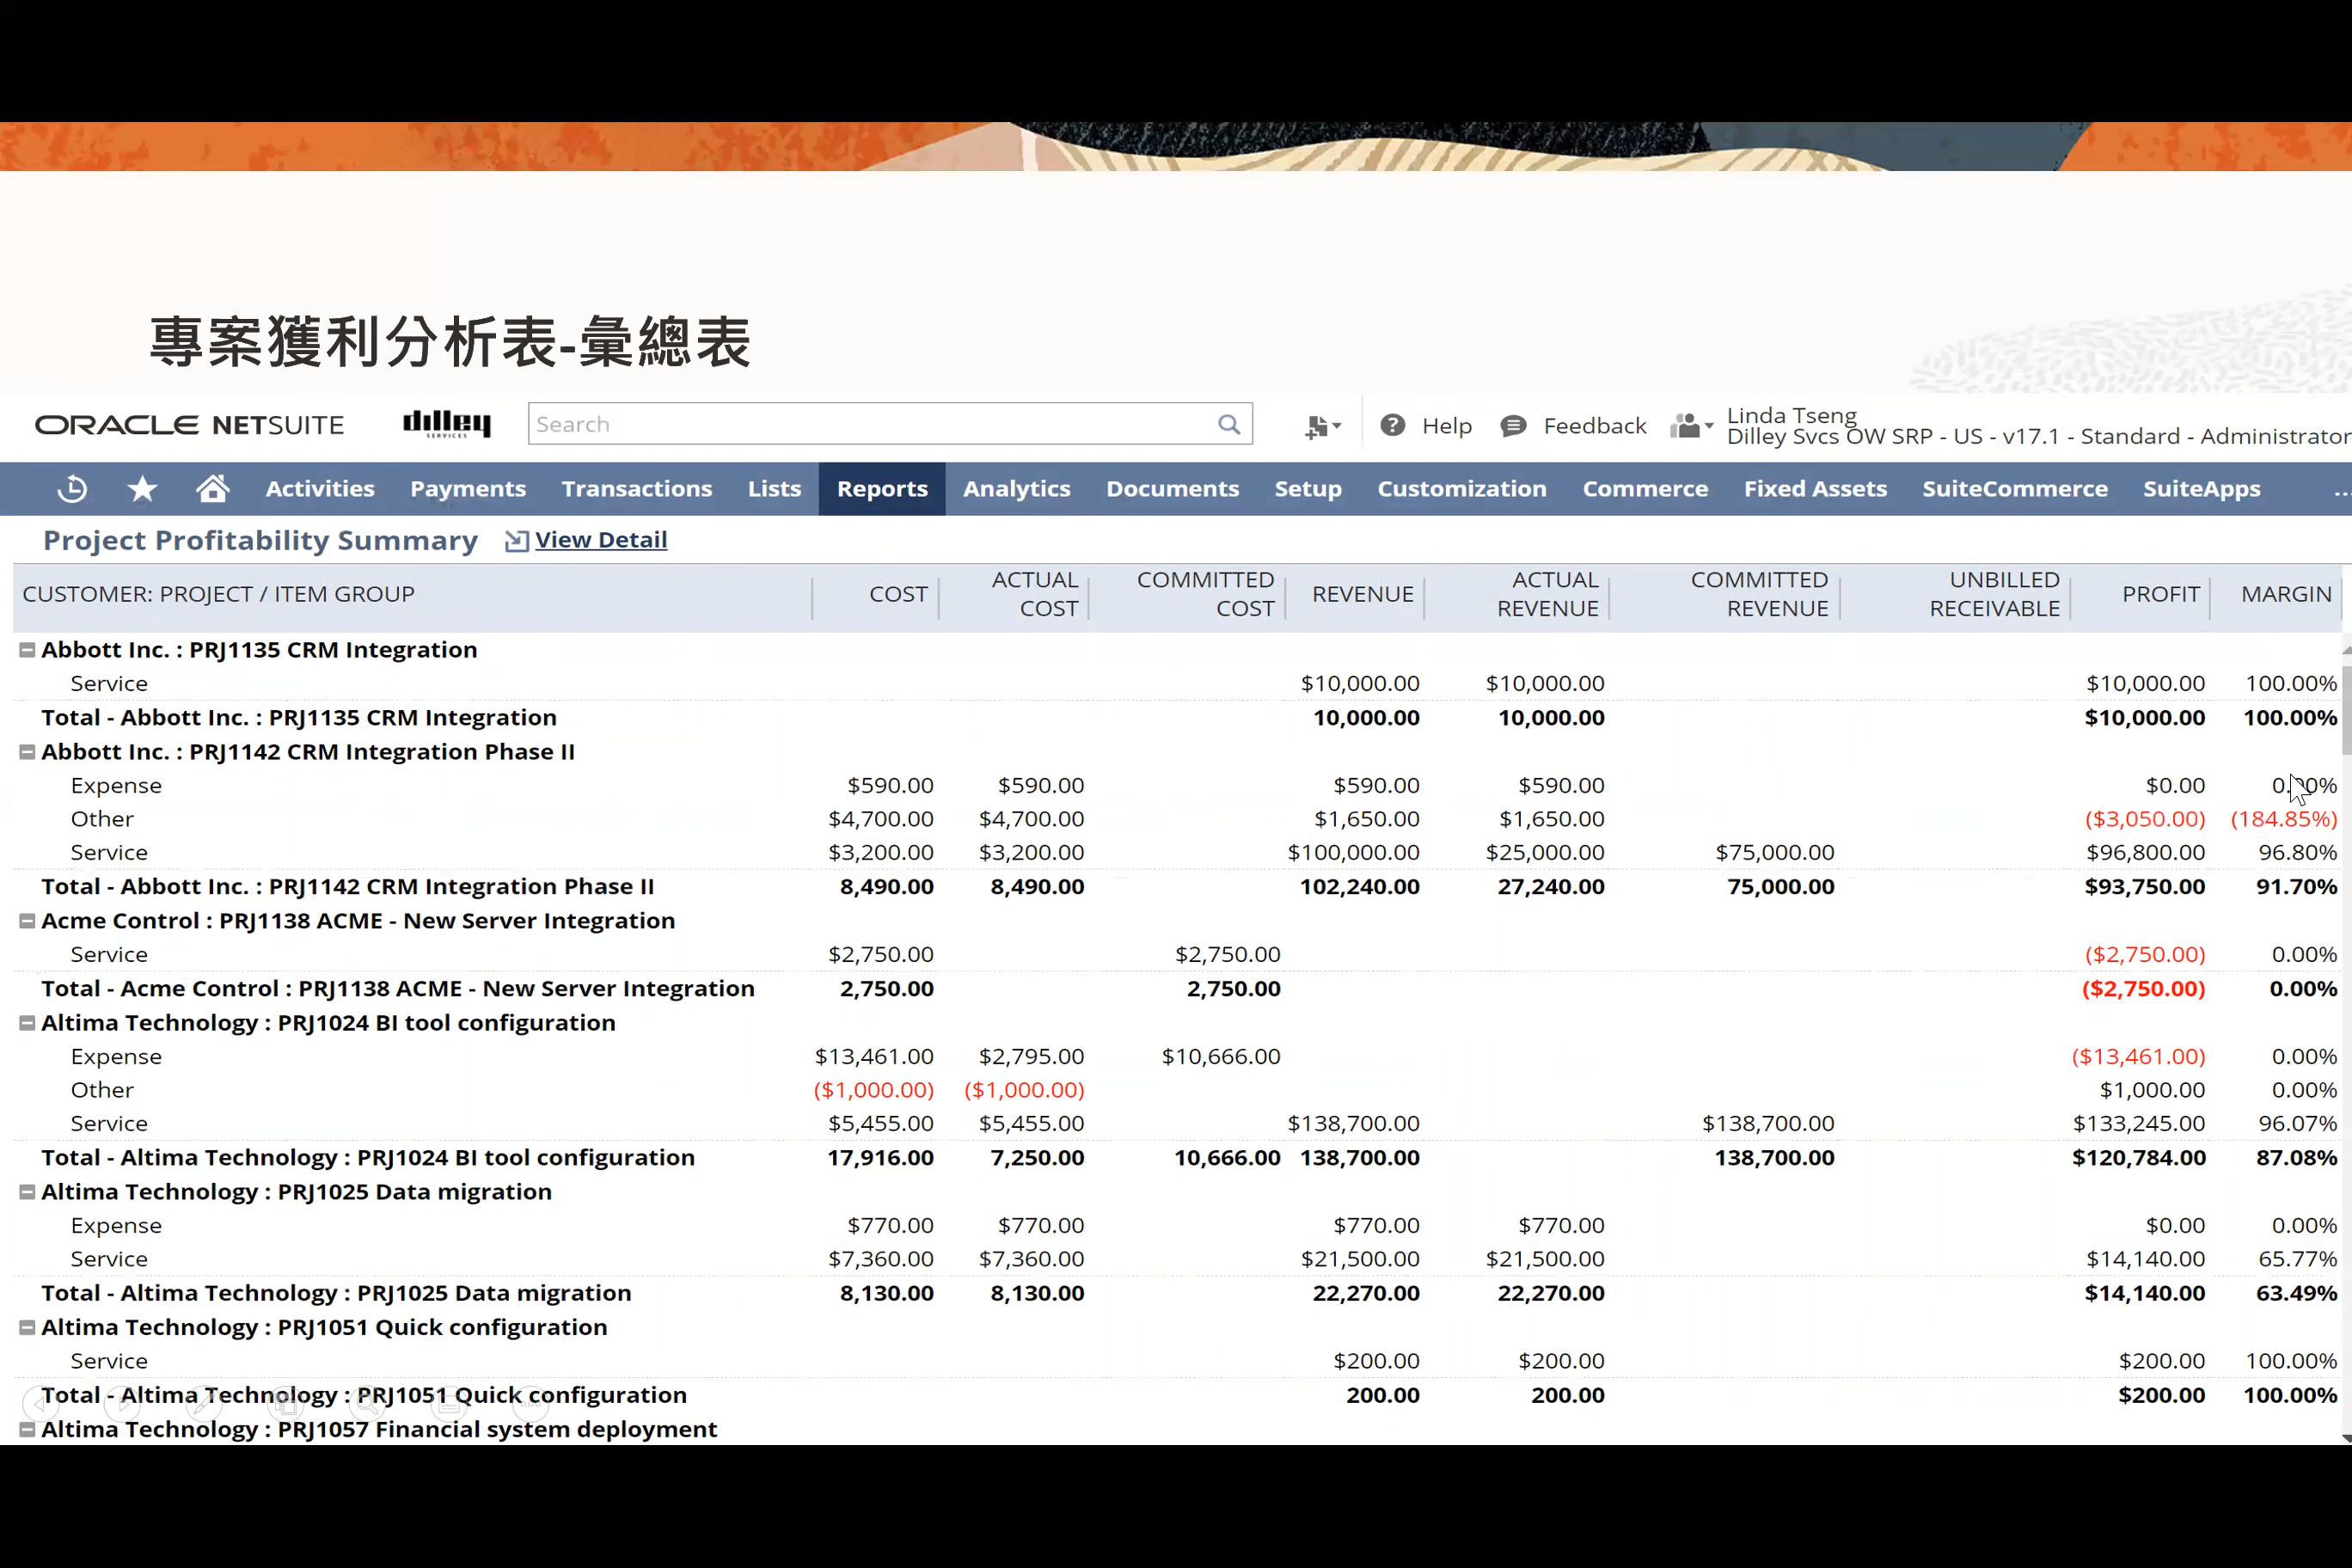 專案獲利分析表-彙總表
ORACLE NETSUITE dilley SERVICES Search Help Feedback Linda Tseng
Dilley Svcs OW SRP - US - v17.1 - Standard - Administrator
Activities Payments Transactions Lists Reports Analytics Documents Setup Customization Commerce Fixed Assets SuiteCommerce SuiteApps ...
Project Profitability Summary View Detail
CUSTOMER: PROJECT / ITEM GROUP COST ACTUAL COST COMMITTED COST REVENUE ACTUAL REVENUE COMMITTED REVENUE UNBILLED RECEIVABLE PROFIT MARGIN
Abbott Inc. : PRJ1135 CRM Integration
Service $10,000.00 $10,000.00 $10,000.00 100.00%
Total - Abbott Inc. : PRJ1135 CRM Integration 10,000.00 10,000.00 $10,000.00 100.00%
Abbott Inc. : PRJ1142 CRM Integration Phase II
Expense $590.00 $590.00 $590.00 $590.00 $0.00 0.00%
Other $4,700.00 $4,700.00 $1,650.00 $1,650.00 ($3,050.00) (184.85%)
Service $3,200.00 $3,200.00 $100,000.00 $25,000.00 $75,000.00 $96,800.00 96.80%
Total - Abbott Inc. : PRJ1142 CRM Integration Phase II 8,490.00 8,490.00 102,240.00 27,240.00 75,000.00 $93,750.00 91.70%
Acme Control : PRJ1138 ACME - New Server Integration
Service $2,750.00 $2,750.00 ($2,750.00) 0.00%
Total - Acme Control : PRJ1138 ACME - New Server Integration 2,750.00 2,750.00 ($2,750.00) 0.00%
Altima Technology : PRJ1024 BI tool configuration
Expense $13,461.00 $2,795.00 $10,666.00 ($13,461.00) 0.00%
Other ($1,000.00) ($1,000.00) $1,000.00 0.00%
Service $5,455.00 $5,455.00 $138,700.00 $138,700.00 $133,245.00 96.07%
Total - Altima Technology : PRJ1024 BI tool configuration 17,916.00 7,250.00 10,666.00 138,700.00 138,700.00 $120,784.00 87.08%
Altima Technology : PRJ1025 Data migration
Expense $770.00 $770.00 $770.00 $770.00 $0.00 0.00%
Service $7,360.00 $7,360.00 $21,500.00 $21,500.00 $14,140.00 65.77%
Total - Altima Technology : PRJ1025 Data migration 8,130.00 8,130.00 22,270.00 22,270.00 $14,140.00 63.49%
Altima Technology : PRJ1051 Quick configuration
Service $200.00 $200.00 $200.00 100.00%
Total - Altima Technology : PRJ1051 Quick configuration 200.00 200.00 $200.00 100.00%
Altima Technology : PRJ1057 Financial system deployment